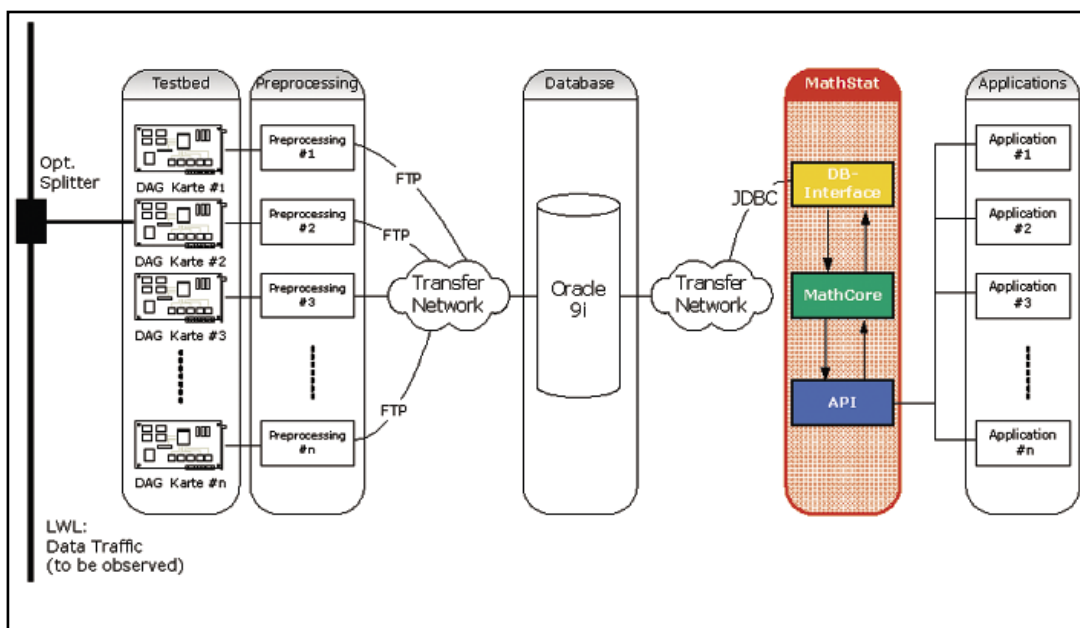 Testbed
Preprocessing
Database
MathStat
Applications
Opt.
Splitter
DAG Karte #1
DAG Karte #2
DAG Karte #3
DAG Karte #n
Preprocessing
#1
Preprocessing
#2
Preprocessing
#3
Preprocessing
#n
FTP
FTP
FTP
Transfer
Network
Oracle
9i
Transfer
Network
JDBC
DB-
Interface
MathCore
API
Application
#1
Application
#2
Application
#3
Application
#n
LWL:
Data Traffic
(to be observed)